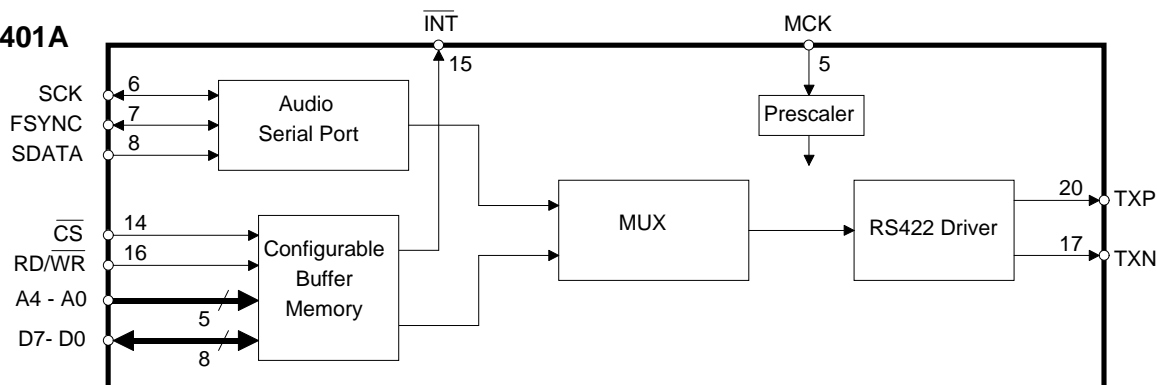 401A
INT
MCK
15
5
SCK
6
FSYNC
7
SDATA
8
Audio
Serial Port
Prescaler
CS
14
RD/WR
16
A4 - A0
5
D7- D0
8
Configurable
Buffer
Memory
MUX
RS422 Driver
20
TXP
17
TXN